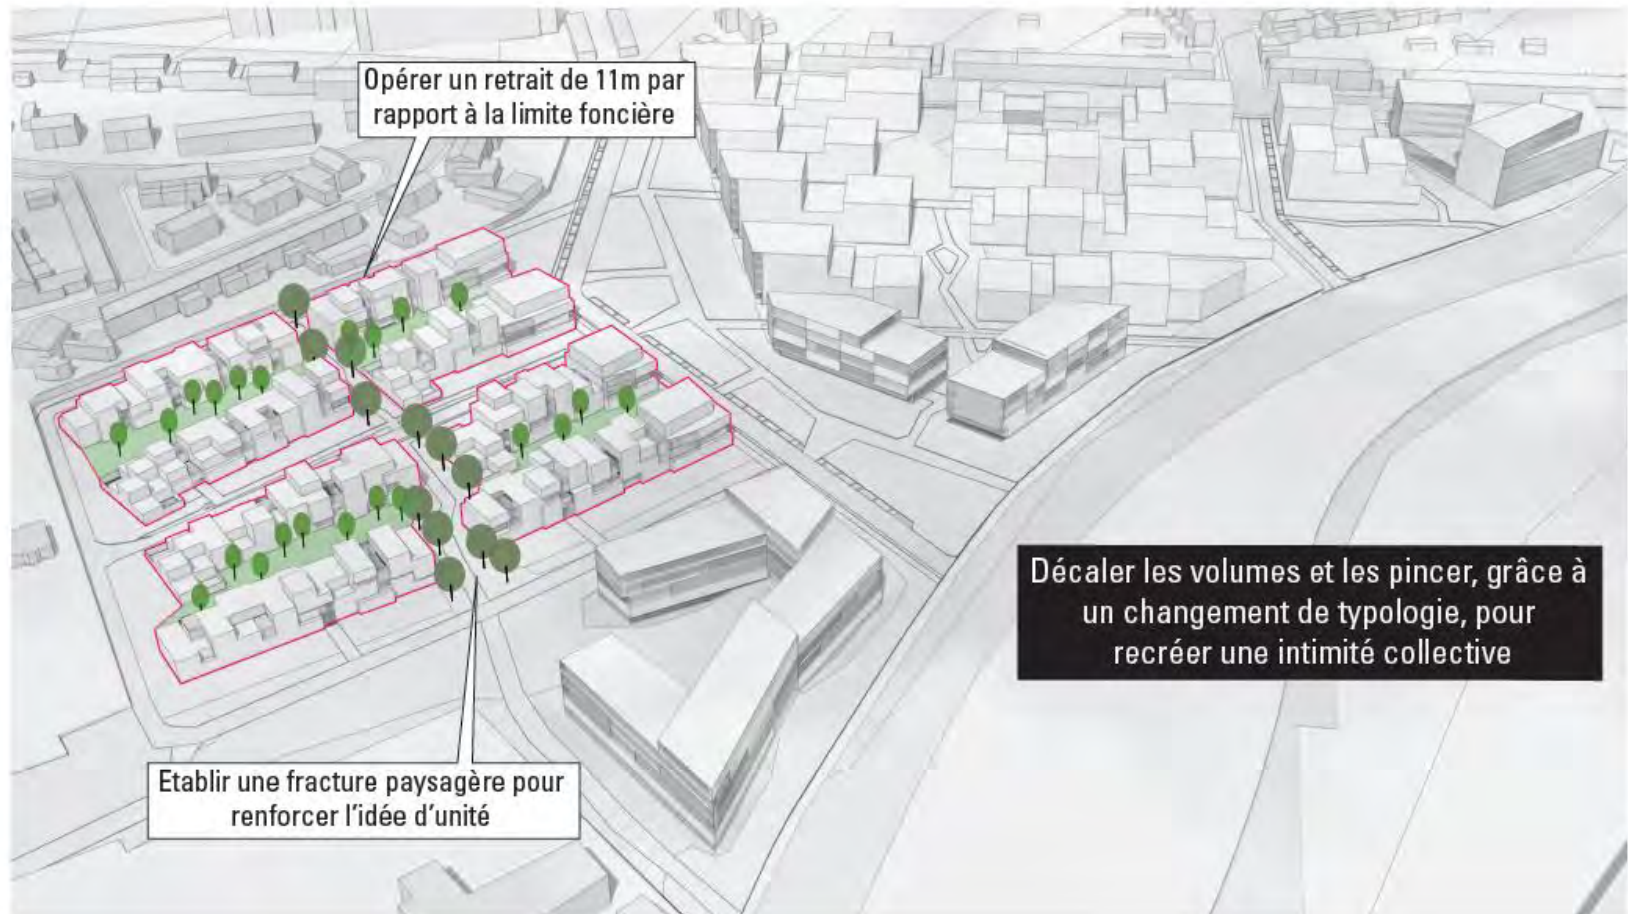 Opérer un retrait de 11m par
rapport à la limite foncière
Décaler les volumes et les pincer, grâce à
un changement de typologie, pour
recréer une intimité collective
Etablir une fracture paysagère pour
renforcer l'idée d'unité